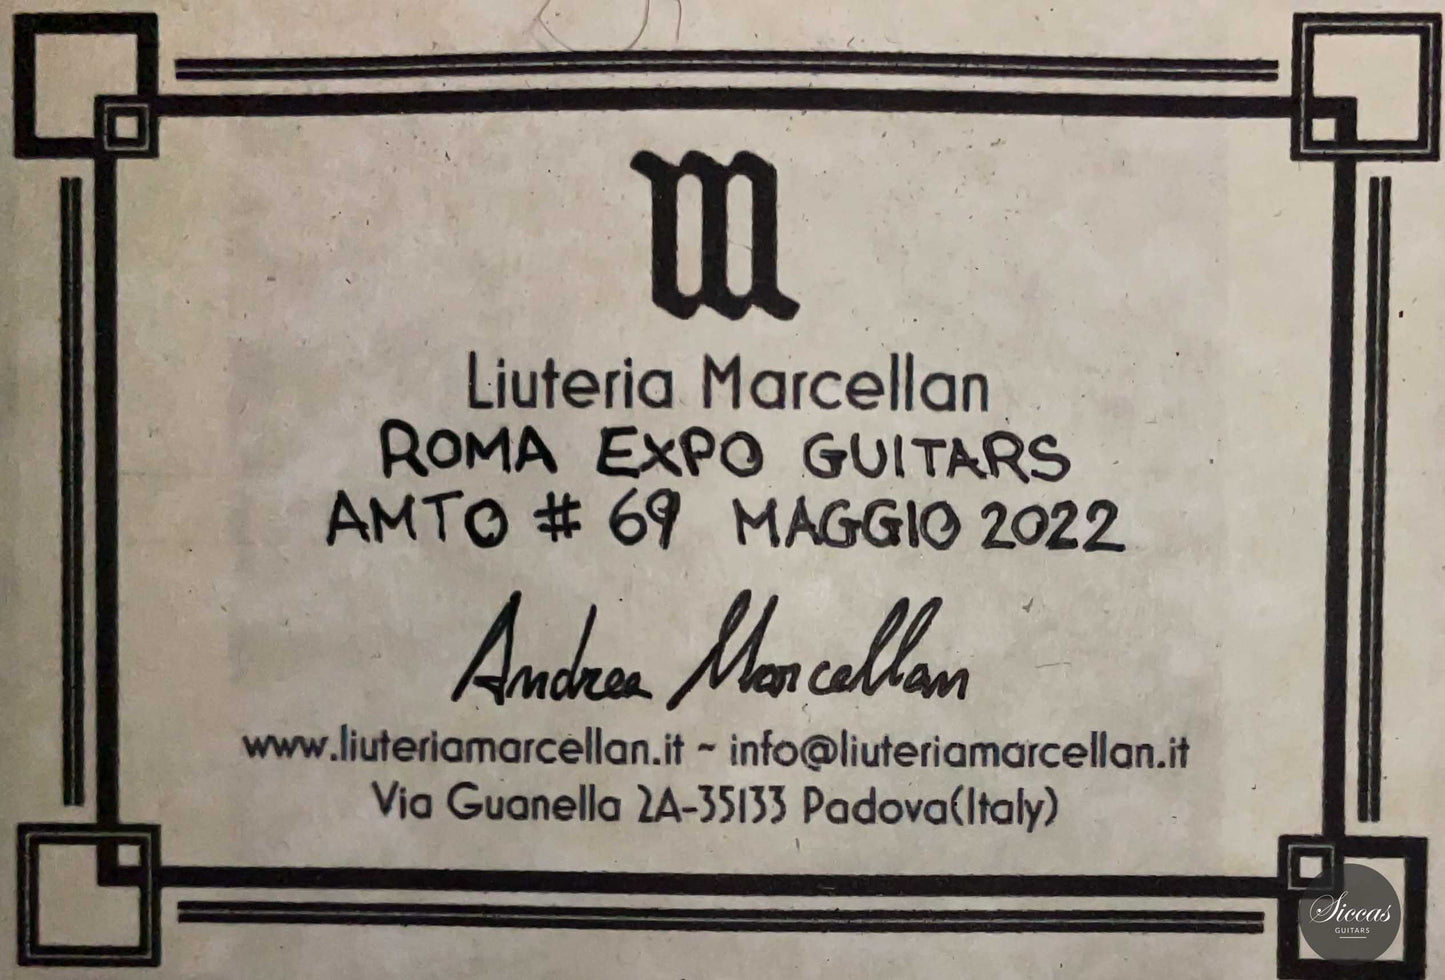 m
Liuteria Marcellan
ROMA EXPO GUITARS
AMTO # 69 MAGGIO 2022
Andrea Marcellan
www.liuteriamarcellan.it ~ info@liuteriamarcellan.it
Via Guanella 2A-35133 Padova(Italy)
Siccas
GUITARS